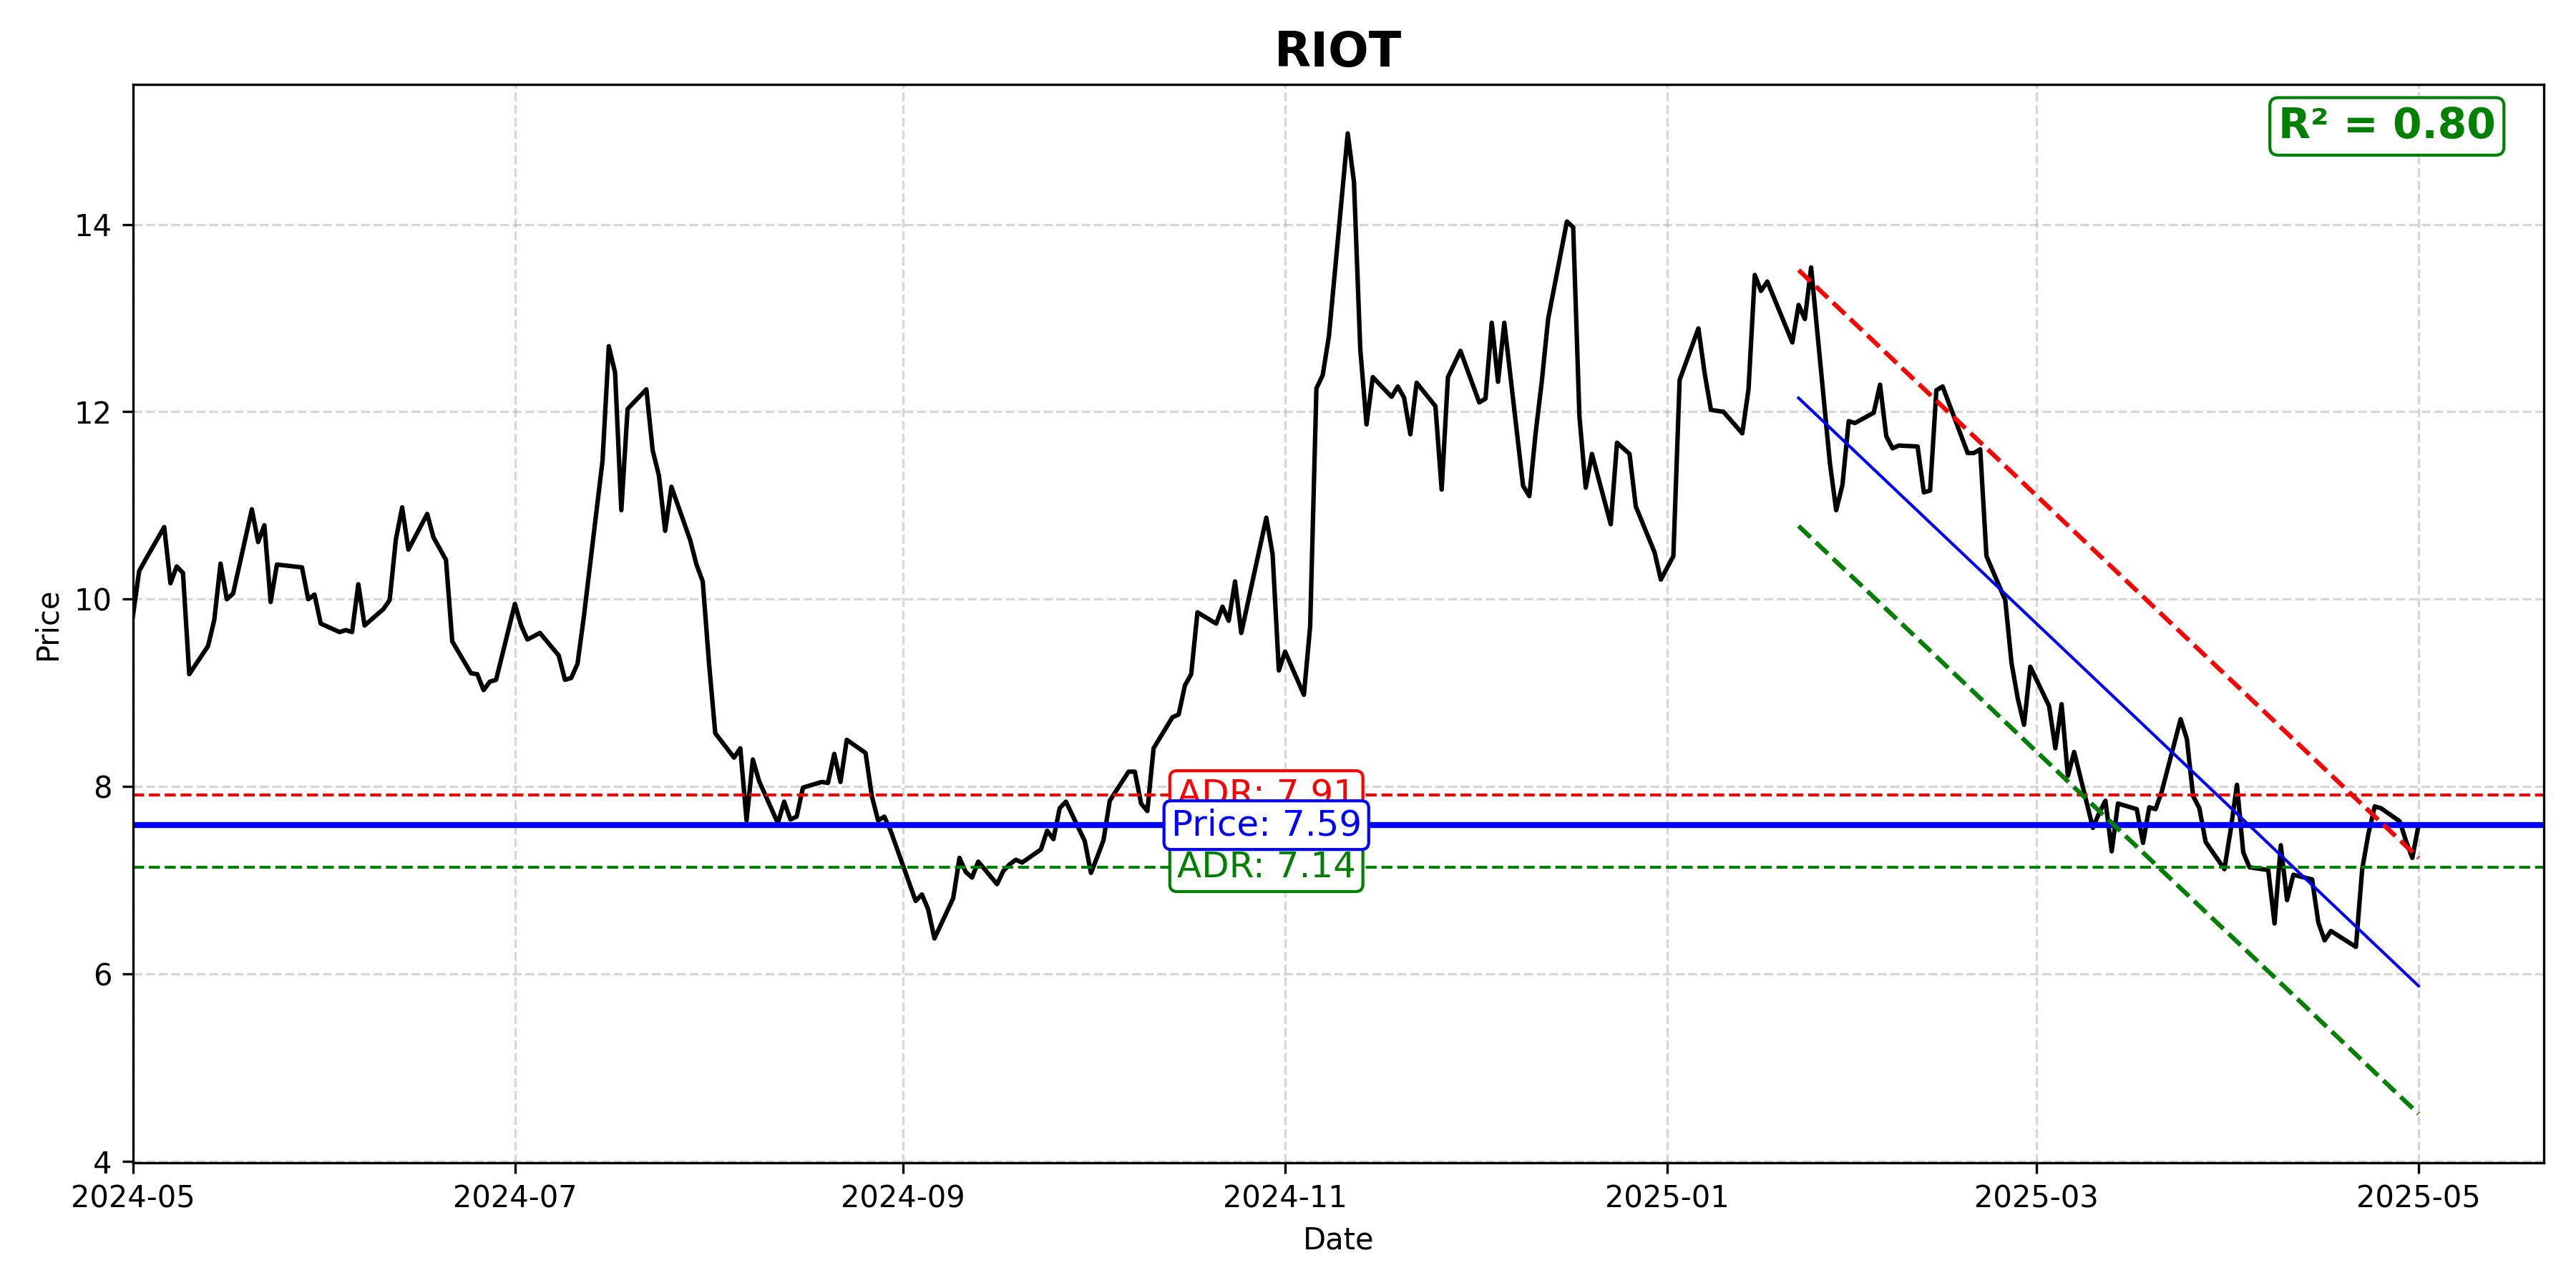 RIOT
R² = 0.80
14
12
10
8
6
4
Price
ADR: 7.91
Price: 7.59
ADR: 7.14
2024-05
2024-07
2024-09
2024-11
2025-01
2025-03
2025-05
Date